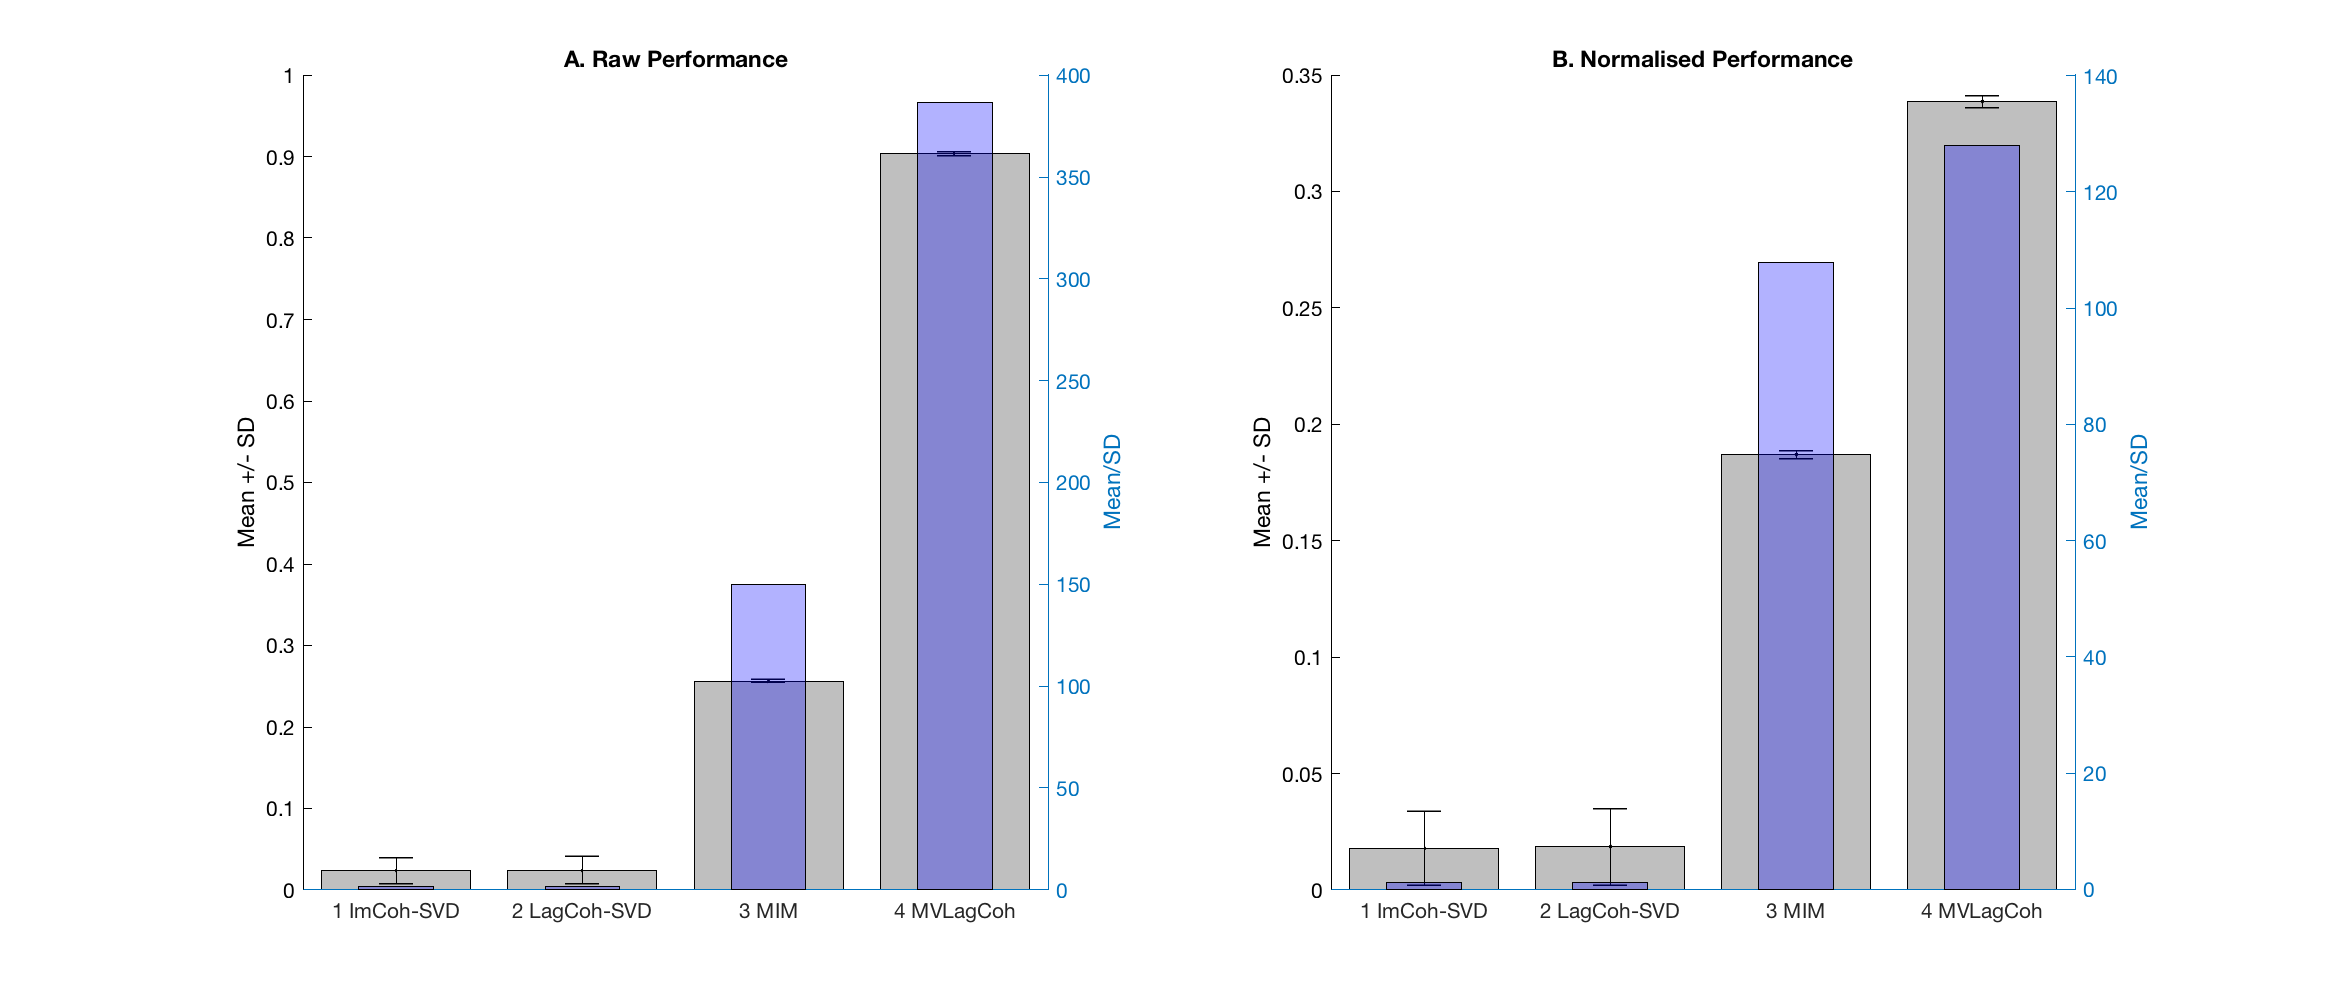 A. Raw Performance
Mean +/- SD
1
0.9
0.8
0.7
0.6
0.5
0.4
0.3
0.2
0.1
0
400
350
300
250
200
150
100
50
0
Mean/SD
1 ImCoh-SVD
2 LagCoh-SVD
3 MIM
4 MVLagCoh
B. Normalised Performance
Mean +/- SD
0.35
0.3
0.25
0.2
0.15
0.1
0.05
0
140
120
100
80
60
40
20
0
Mean/SD
1 ImCoh-SVD
2 LagCoh-SVD
3 MIM
4 MVLagCoh